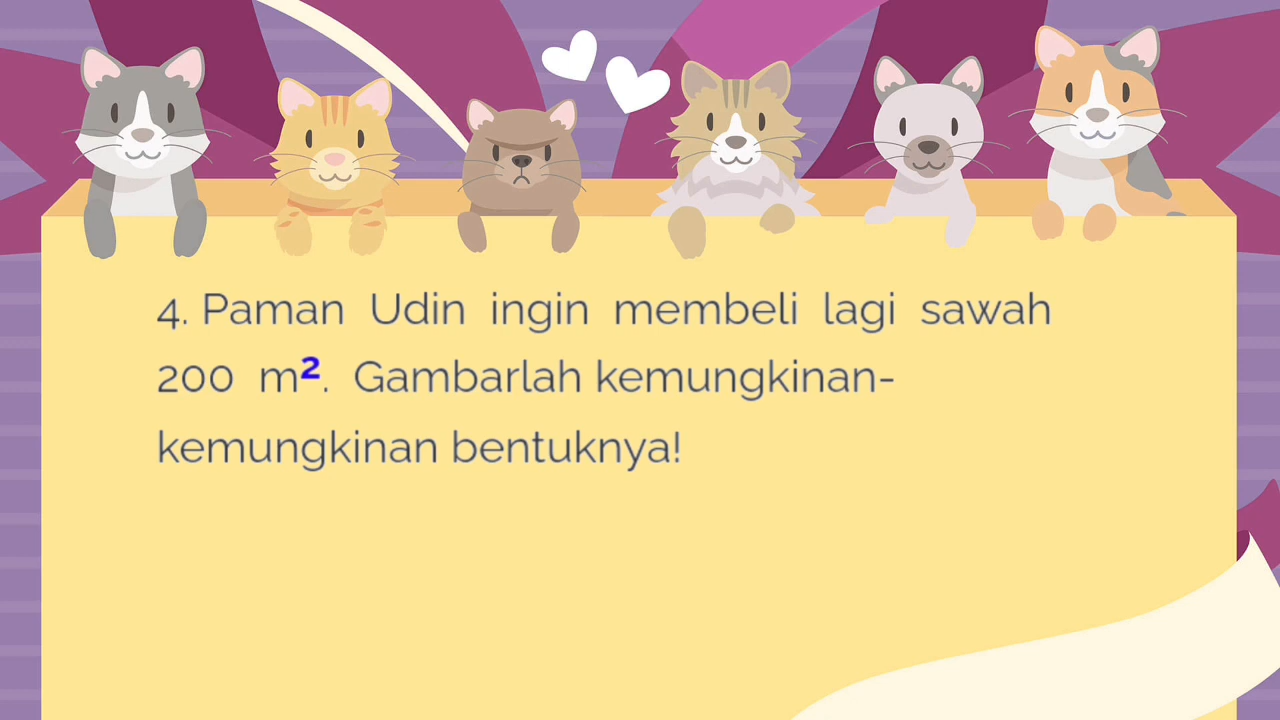 4. Paman Udin ingin membeli lagi sawah
200 m². Gambarlah kemungkinan-
kemungkinan bentuknya!